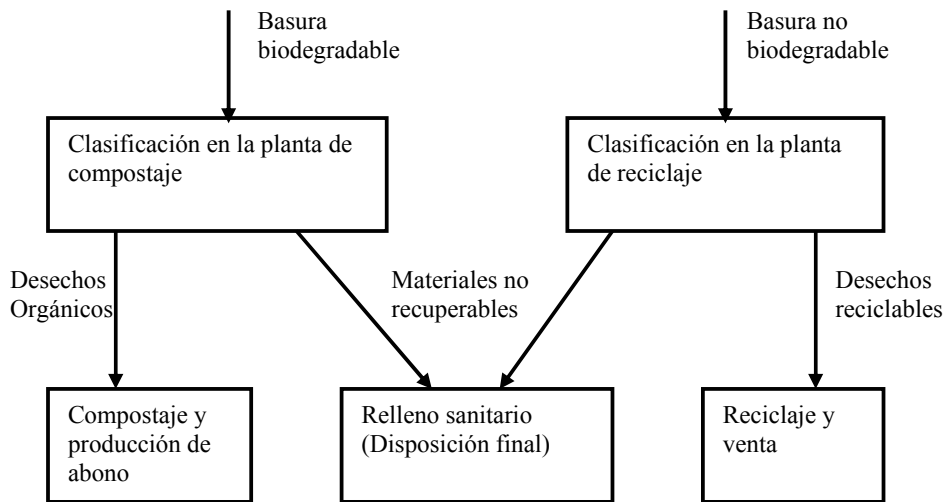 Basura
biodegradable
Basura no
biodegradable
Clasificación en la planta de
compostaje
Clasificación en la planta
de reciclaje
Desechos
Orgánicos
Materiales no
recuperables
Desechos
reciclables
Compostaje y
producción de
abono
Relleno sanitario
(Disposición final)
Reciclaje y
venta